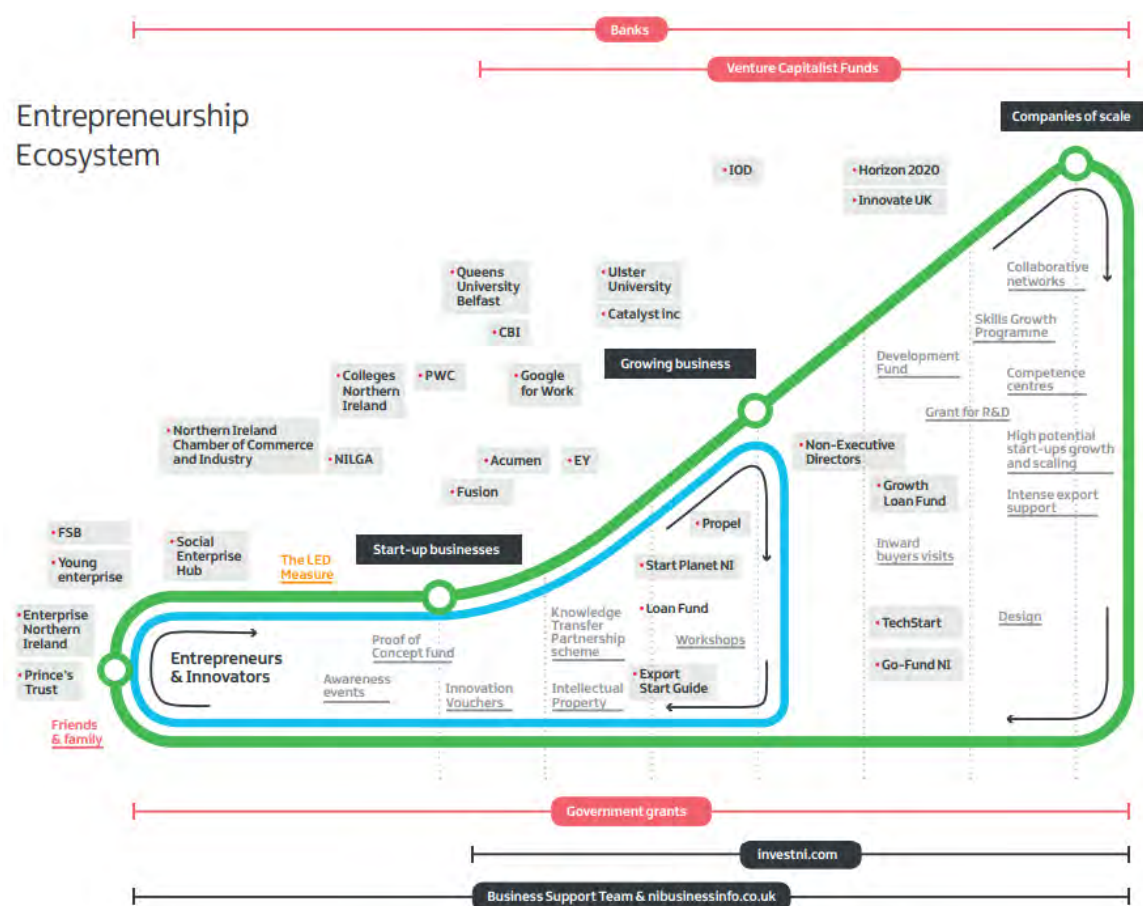 Banks
Venture Capitalist Funds
Entrepreneurship
Ecosystem
Companies of scale
• IOD
• Horizon 2020
• Innovate UK
• Queens
University
Belfast
• Ulster
University
• Catalyst inc
• CBI
Collaborative
networks
Skills Growth
Programme
Growing business
Development
Fund
• Colleges
Northern
Ireland
• PWC
• Google
for Work
Competence
centres
Grant for R&D
• Northern Ireland
Chamber of Commerce
and Industry
• NILGA
• Acumen
• EY
• Fusion
• Non-Executive
Directors
High potential
start-ups growth
and scaling
• Growth
Loan Fund
Intense export
support
• FSB
• Young
enterprise
• Social
Enterprise
Hub
The LED
Measure
Start-up businesses
• Propel
• Start Planet NI
Inward
buyers visits
• Enterprise
Northern
Ireland
• Prince's
Trust
Friends
& family
Entrepreneurs
& Innovators
Proof of
Concept fund
Awareness
events
Innovation
Vouchers
Knowledge
Transfer
Partnership
scheme
Intellectual
Property
• Loan Fund
Workshops
• Export
Start Guide
• TechStart
Design
• Go-Fund NI
Government grants
investni.com
Business Support Team & nibusinessinfo.co.uk